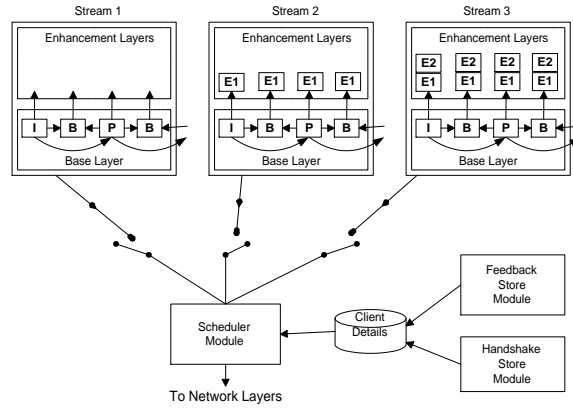 Stream 1
Stream 2
Stream 3
Enhancement Layers
Enhancement Layers
Enhancement Layers
E2 E2 E2 E2
E1 E1 E1 E1
E1 E1 E1 E1
I B P B
I B P B
I B P B
Base Layer
Base Layer
Base Layer
Feedback
Store
Module
Scheduler
Module
Client
Details
Handshake
Store
Module
To Network Layers